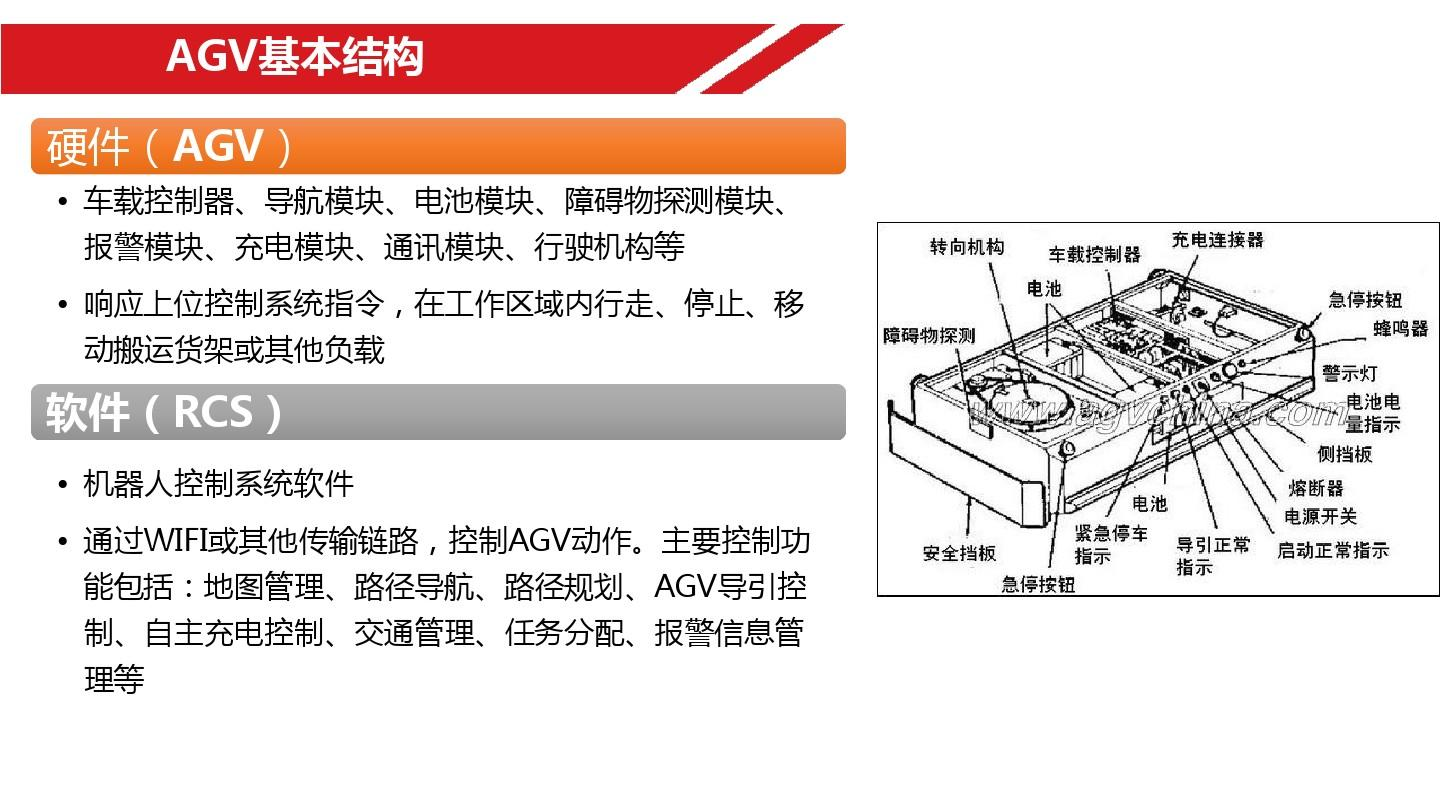 AGV基本结构
硬件（AGV）
• 车载控制器、导航模块、电池模块、障碍物探测模块、
报警模块、充电模块、通讯模块、行驶机构等
• 响应上位控制系统指令，在工作区域内行走、停止、移
动搬运货架或其他负载
软件（RCS）
• 机器人控制系统软件
• 通过WIFI或其他传输链路，控制AGV动作。主要控制功
能包括：地图管理、路径导航、路径规划、AGV导引控
制、自主充电控制、交通管理、任务分配、报警信息管
理等
转向机构
车载控制器
充电连接器
电池
急停按钮
蜂鸣器
障碍物探测
警示灯
www.agvchina.com
电池电
量指示
侧挡板
熔断器
电源开关
电池
紧急停车
指示
导引正常
指示
启动正常指示
安全挡板
急停按钮